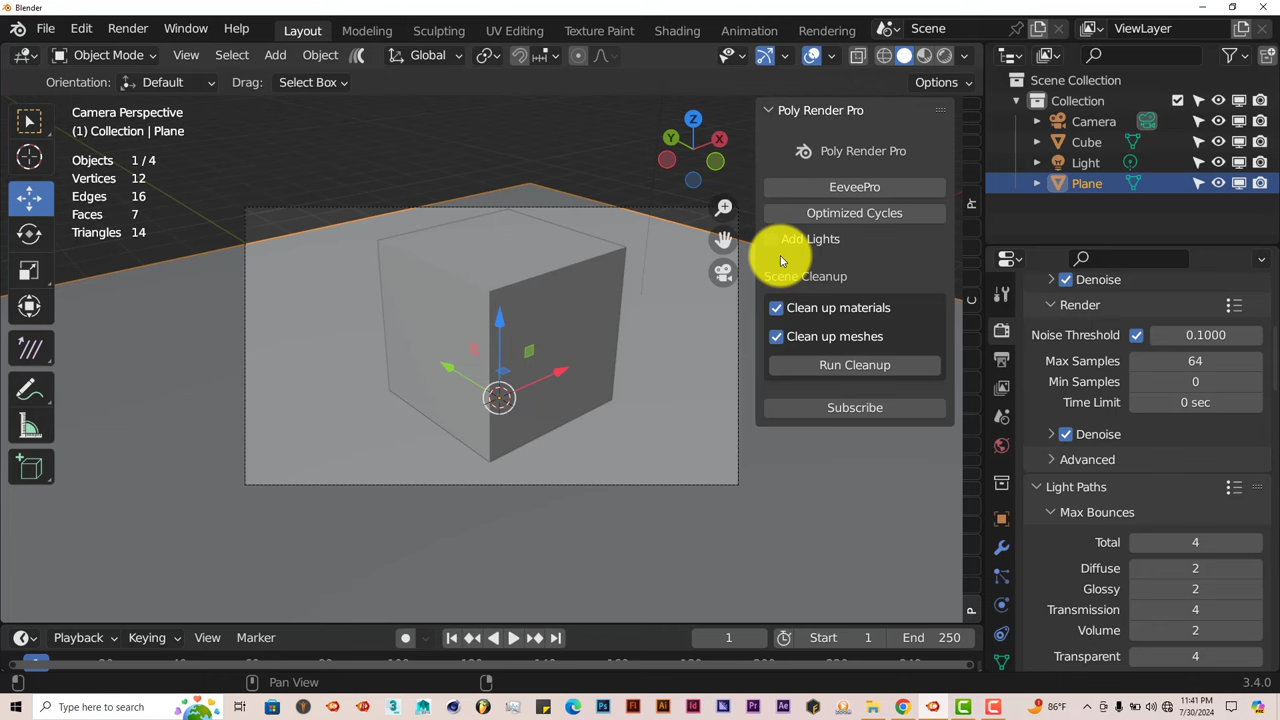 Blender
File Edit Render Window Help Layout Modeling Sculpting UV Editing Texture Paint Shading Animation Rendering Scene ViewLayer
Object Mode View Select Add Object Global
Orientation: Default Drag: Select Box Options
Camera Perspective
(1) Collection | Plane
Objects 1 / 4
Vertices 12
Edges 16
Faces 7
Triangles 14
Z
Y X
Poly Render Pro
Poly Render Pro
EeveePro
Optimized Cycles
Add Lights
Scene Cleanup
Clean up materials
Clean up meshes
Run Cleanup
Subscribe
Pr
C
P
Scene Collection
Collection
Camera
Cube
Light
Plane
Denoise
Render
Noise Threshold 0.1000
Max Samples 64
Min Samples 0
Time Limit 0 sec
Denoise
Advanced
Light Paths
Max Bounces
Total 4
Diffuse 2
Glossy 2
Transmission 4
Volume 2
Transparent 4
Playback Keying View Marker 1 Start 1 End 250
Pan View 3.4.0
Type here to search
86°F
11:41 PM
7/30/2024